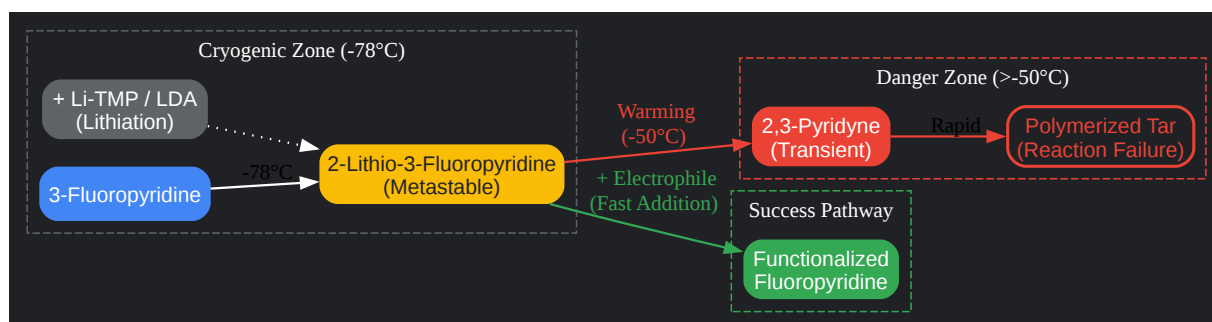 Cryogenic Zone (-78°C)
+ Li-TMP / LDA
(Lithiation)
3-Fluoropyridine
-78°C
2-Lithio-3-Fluoropyridine
(Metastable)
Warming
(-50°C)
+ Electrophile
(Fast Addition)
Danger Zone (>-50°C)
2,3-Pyridyne
(Transient)
Rapid
Polymerized Tar
(Reaction Failure)
Success Pathway
Functionalized
Fluoropyridine